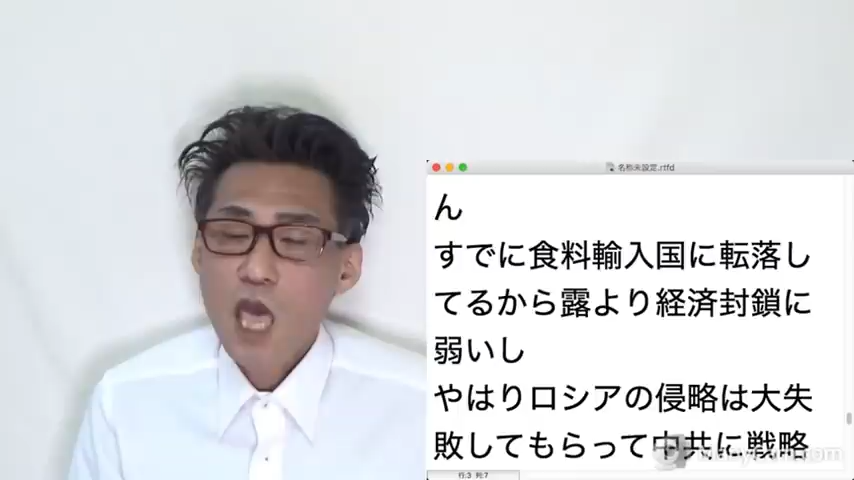 名称未設定.rtfd
ん
すでに食料輸入国に転落し
てるから露より経済封鎖に
弱いし
やはりロシアの侵略は大失
敗してもらって中共に戦略
行:3 列:7